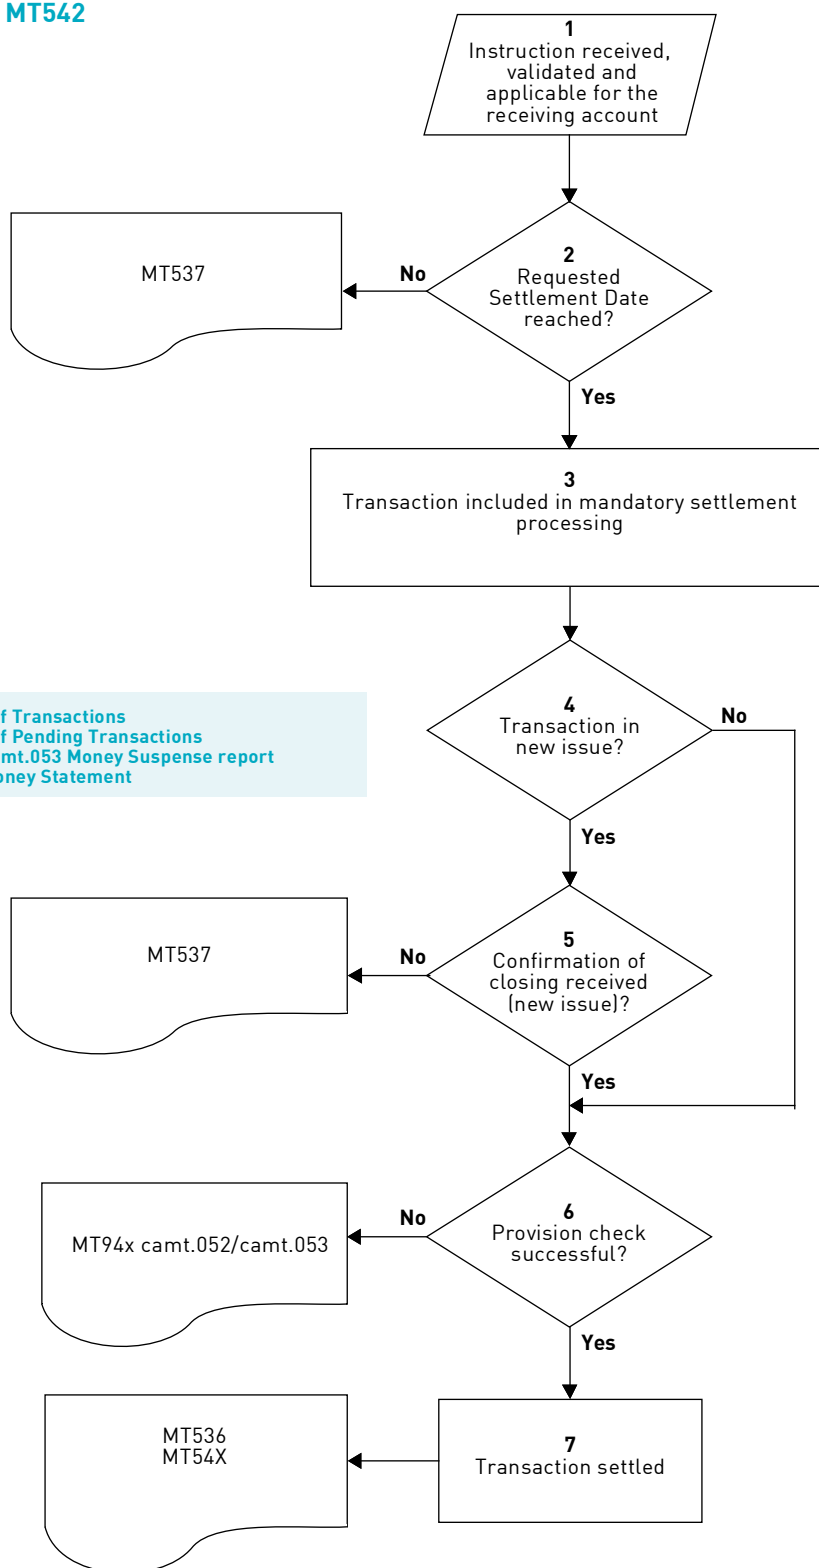 MT542
1
Instruction received,
validated and
applicable for the
receiving account
2
Requested
Settlement Date
reached?
No
MT537
Yes
3
Transaction included in mandatory settlement
processing
4
Transaction in
new issue?
No
f Transactions
f Pending Transactions
mt.053 Money Suspense report
oney Statement
Yes
5
Confirmation of
closing received
(new issue)?
No
MT537
Yes
6
Provision check
successful?
No
MT94x camt.052/camt.053
Yes
7
Transaction settled
MT536
MT54X